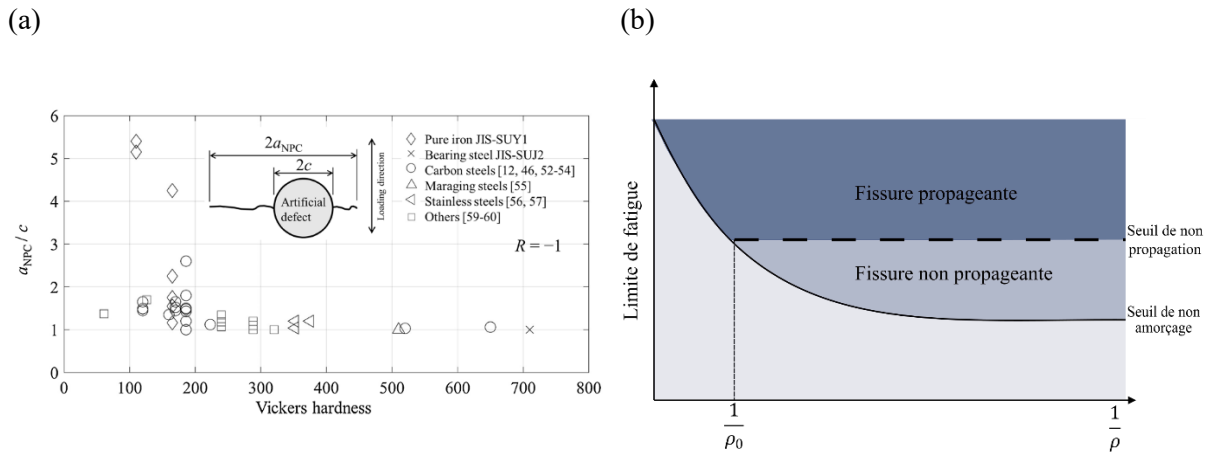 (a)
(b)
6
5
4
3
2
1
0
a_NPC / c
0 100 200 300 400 500 600 700 800
Vickers hardness
2a_NPC
2c
Artificial
defect
Loading direction
Pure iron JIS-SUY1
Bearing steel JIS-SUJ2
Carbon steels [12, 46, 52-54]
Maraging steels [55]
Stainless steels [56, 57]
Others [59-60]
R = −1
Limite de fatigue
Fissure propageante
Fissure non propageante
Seuil de non
propagation
Seuil de non
amorçage
1/ρ₀
1/ρ